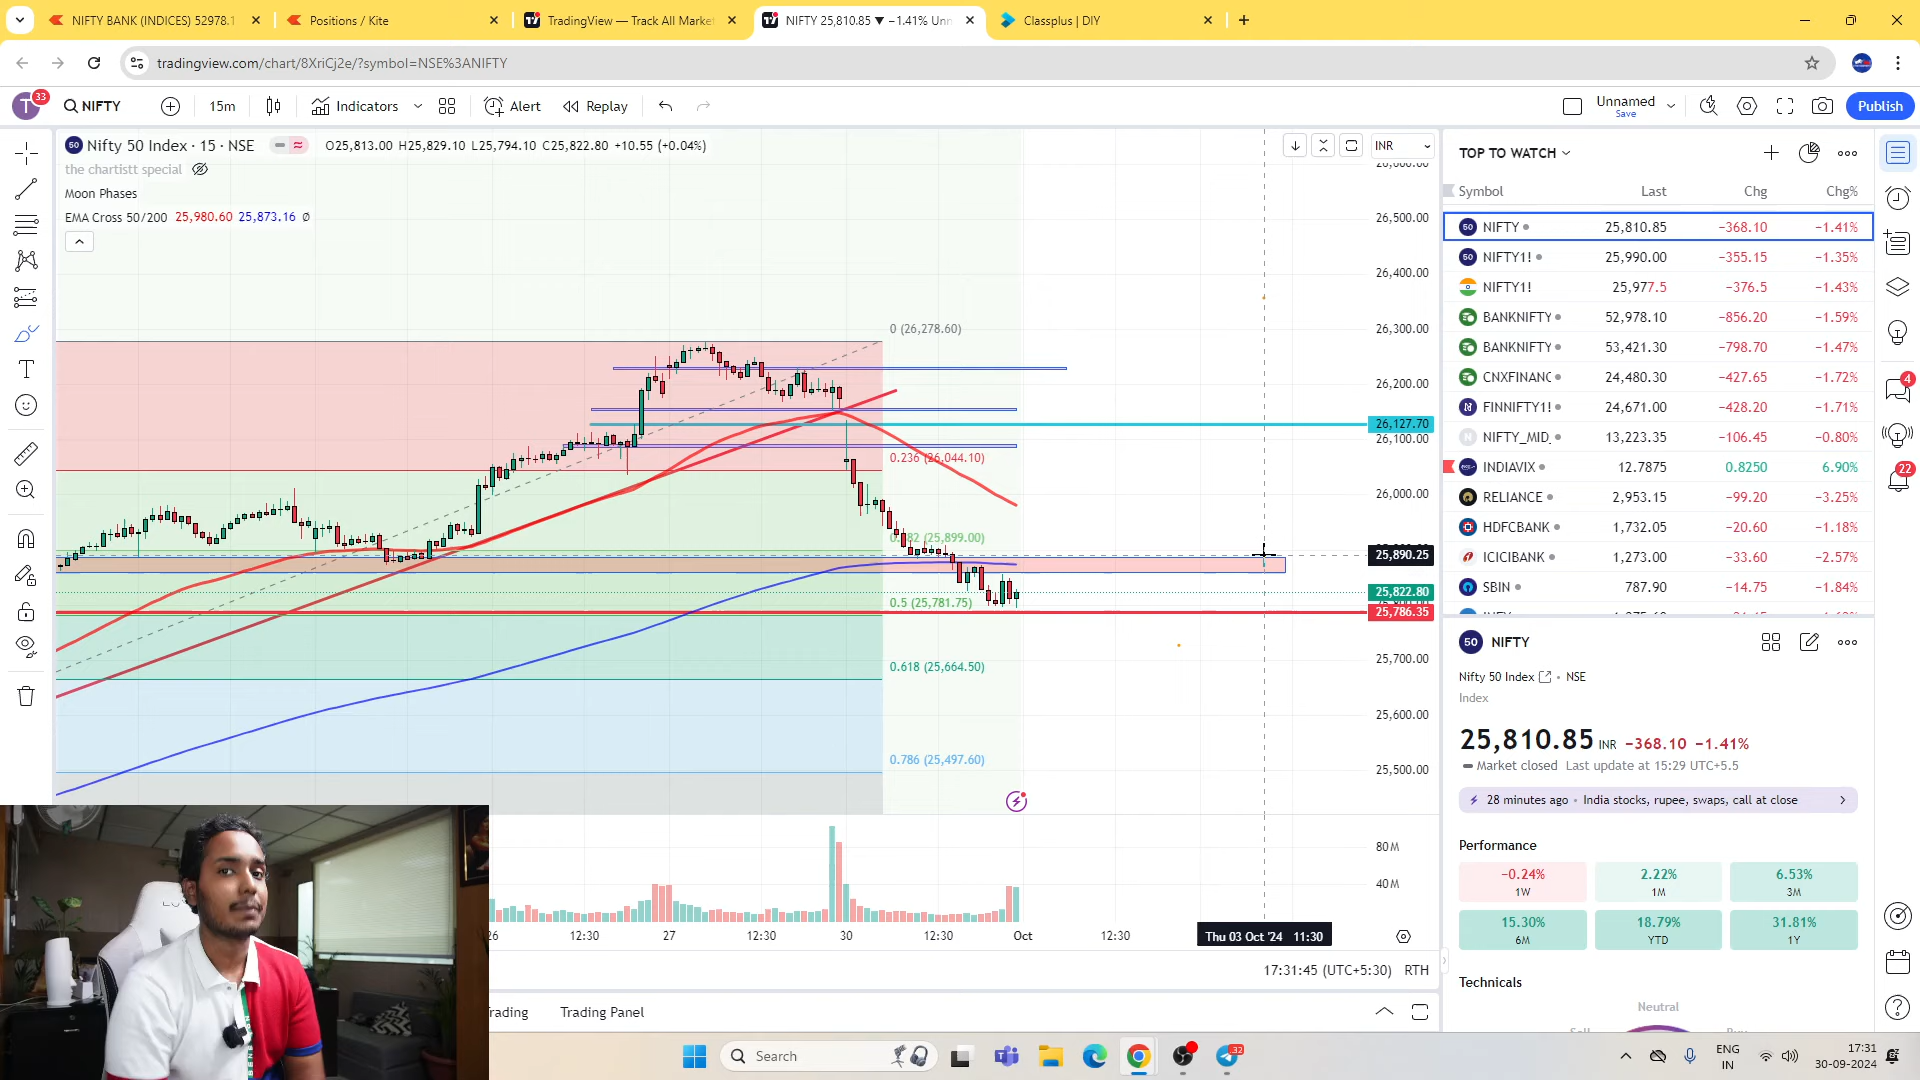 NIFTY BANK (INDICES) 52978.1
Positions / Kite
TradingView — Track All Market
NIFTY 25,810.85 ▼ −1.41% Unn
Classplus | DIY
tradingview.com/chart/8XriCj2e/?symbol=NSE%3ANIFTY
T 33
NIFTY
15m
Indicators
Alert
Replay
Unnamed
Save
Publish
50 Nifty 50 Index · 15 · NSE
O25,813.00 H25,829.10 L25,794.10 C25,822.80 +10.55 (+0.04%)
INR
the chartistt special
Moon Phases
EMA Cross 50/200 25,980.60 25,873.16 Ø
26,500.00
26,400.00
26,300.00
26,200.00
26,127.70
26,100.00
26,000.00
25,890.25
25,822.80
25,786.35
25,700.00
25,600.00
25,500.00
0 (26,278.60)
0.236 (26,044.10)
(25,899.00)
0.5 (25,781.75)
0.618 (25,664.50)
0.786 (25,497.60)
80 M
40 M
26 12:30 27 12:30 30 12:30 Oct 12:30 Thu 03 Oct '24 11:30
17:31:45 (UTC+5:30) RTH
Trading Panel
TOP TO WATCH
Symbol Last Chg Chg%
50 NIFTY 25,810.85 −368.10 −1.41%
50 NIFTY1! 25,990.00 −355.15 −1.35%
NIFTY1! 25,977.5 −376.5 −1.43%
BANKNIFTY 52,978.10 −856.20 −1.59%
BANKNIFTY 53,421.30 −798.70 −1.47%
CNXFINANC 24,480.30 −427.65 −1.72%
FINNIFTY1! 24,671.00 −428.20 −1.71%
NIFTY_MID_ 13,223.35 −106.45 −0.80%
INDIAVIX 12.7875 0.8250 6.90%
RELIANCE 2,953.15 −99.20 −3.25%
HDFCBANK 1,732.05 −20.60 −1.18%
ICICIBANK 1,273.00 −33.60 −2.57%
SBIN 787.90 −14.75 −1.84%
50 NIFTY
Nifty 50 Index • NSE
Index
25,810.85 INR −368.10 −1.41%
Market closed Last update at 15:29 UTC+5.5
28 minutes ago • India stocks, rupee, swaps, call at close
Performance
−0.24% 2.22% 6.53%
1W 1M 3M
15.30% 18.79% 31.81%
6M YTD 1Y
Technicals
Neutral
4
22
Search
32
ENG
IN
17:31
30-09-2024